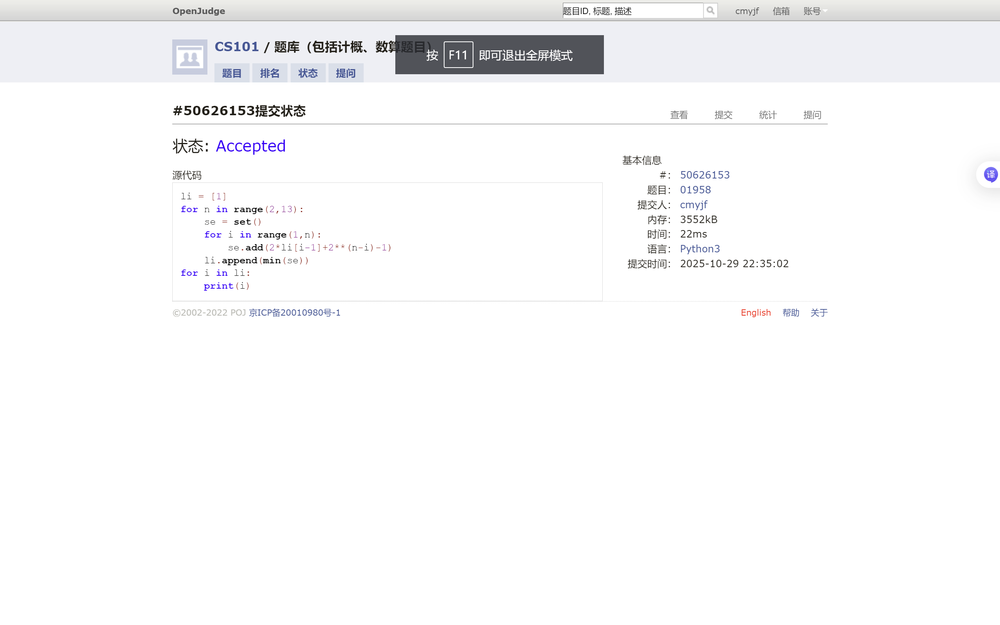 OpenJudge
题目ID, 标题, 描述
cmyjf 信箱 账号
CS101 / 题库（包括计概、数算题目）
按 F11 即可退出全屏模式
题目 排名 状态 提问
#50626153提交状态
查看 提交 统计 提问
状态: Accepted
源代码
li = [1]
for n in range(2,13):
    se = set()
    for i in range(1,n):
        se.add(2*li[i-1]+2**(n-i)-1)
    li.append(min(se))
for i in li:
    print(i)
基本信息
#: 50626153
题目: 01958
提交人: cmyjf
内存: 3552kB
时间: 22ms
语言: Python3
提交时间: 2025-10-29 22:35:02
译
©2002-2022 POJ 京ICP备20010980号-1
English 帮助 关于